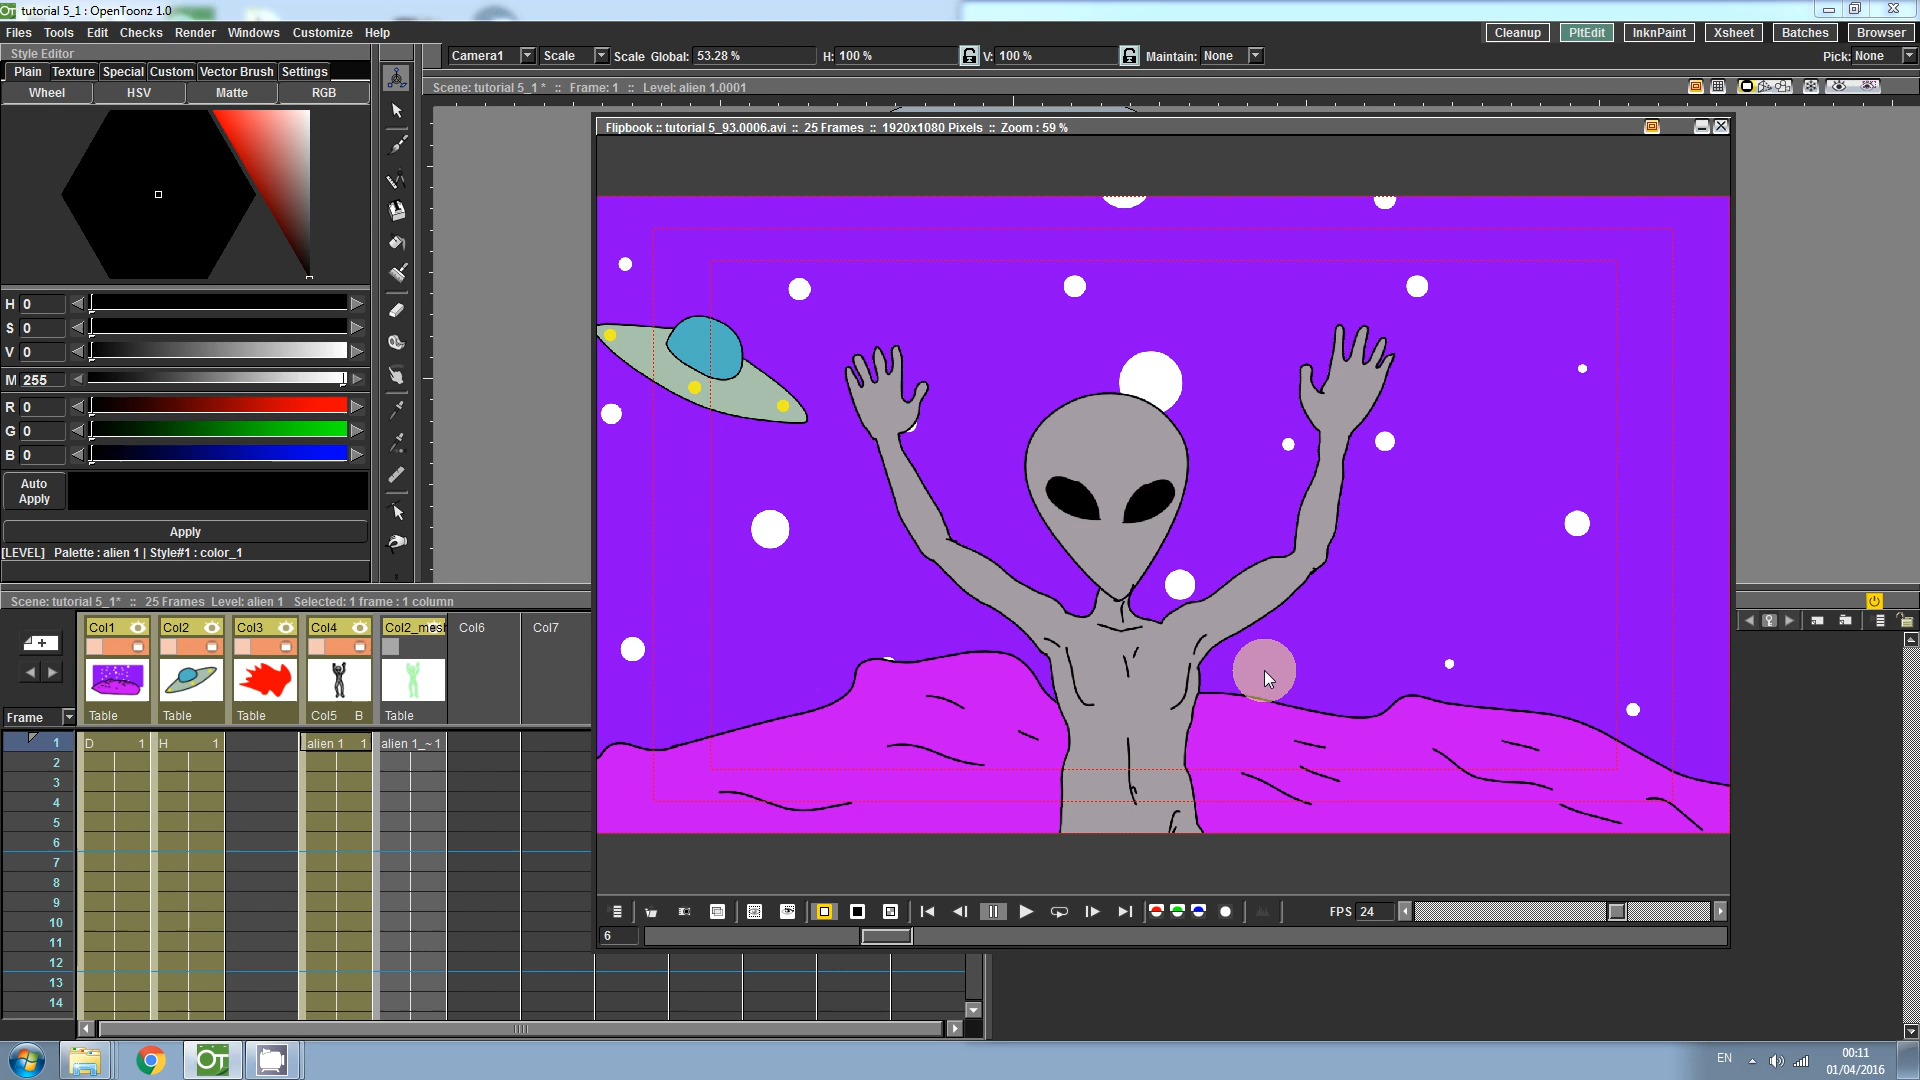 tutorial 5_1 : OpenToonz 1.0
Files Tools Edit Checks Render Windows Customize Help
Cleanup PltEdit InknPaint Xsheet Batches Browser
Style Editor
Camera1 Scale Scale Global: 53.28 % H: 100 % V: 100 % Maintain: None Pick: None
Plain Texture Special Custom Vector Brush Settings
Wheel HSV Matte RGB
Scene: tutorial 5_1 * :: Frame: 1 :: Level: alien 1.0001
Flipbook :: tutorial 5_93.0006.avi :: 25 Frames :: 1920x1080 Pixels :: Zoom : 59 %
H 0
S 0
V 0
M 255
R 0
G 0
B 0
Auto Apply
Apply
[LEVEL] Palette : alien 1 | Style#1 : color_1
Scene: tutorial 5_1* :: 25 Frames Level: alien 1 Selected: 1 frame : 1 column
Col1 Col2 Col3 Col4 Col2_mesh Col6 Col7
Frame Table Table Table Col5 B Table
1 D 1 H 1 alien 1 1 alien 1_~ 1
2
3
4
5
6
7
8
9
10
11
12
13
14
FPS 24
6
EN 00:11
01/04/2016